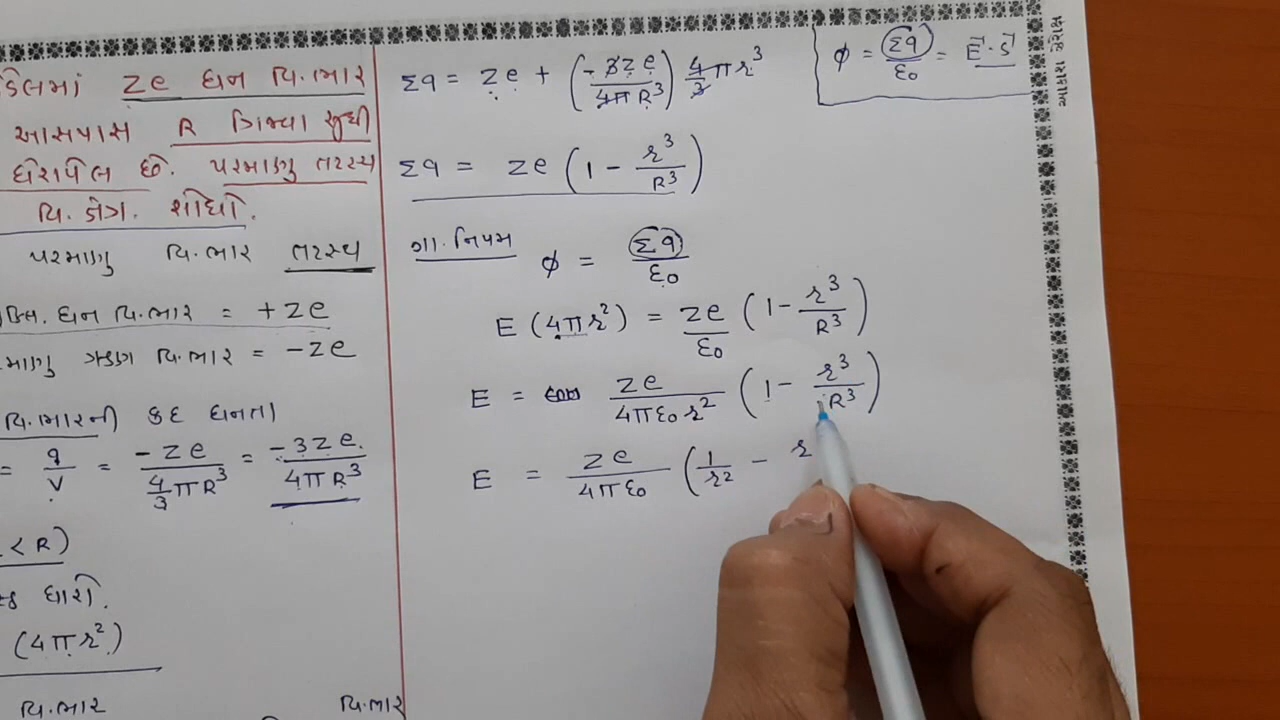 ડેલમાં ze ધન વિ.ભાર
આસપાસ R ત્રિજ્યા સુધી
ઘેરાયેલ છે. પરમાણુ તટસ્થ
વિ. ક્ષેત્ર. શોધો.
પરમાણુ વિ.ભાર તટસ્થ
ધન વિ.ભાર = +ze
ઋણ વિ.ભાર = -ze
વિ.ભારની કદ ઘનતા
= q/V = -ze / (4/3 πR³) = -3ze / 4πR³
< R)
ધારો.
(4πr²)
વિ.ભાર વિ.ભાર
Σq = ze + (-3ze / 4πR³) 4/3 πr³
Σq = ze (1 - r³/R³)
ગા.નિયમ φ = Σq/ε0
E (4πr²) = ze/ε0 (1 - r³/R³)
E = ze / 4πε0r² (1 - r³/R³)
E = ze / 4πε0 (1/r² - r
φ = Σq/ε0 = E⃗·S⃗